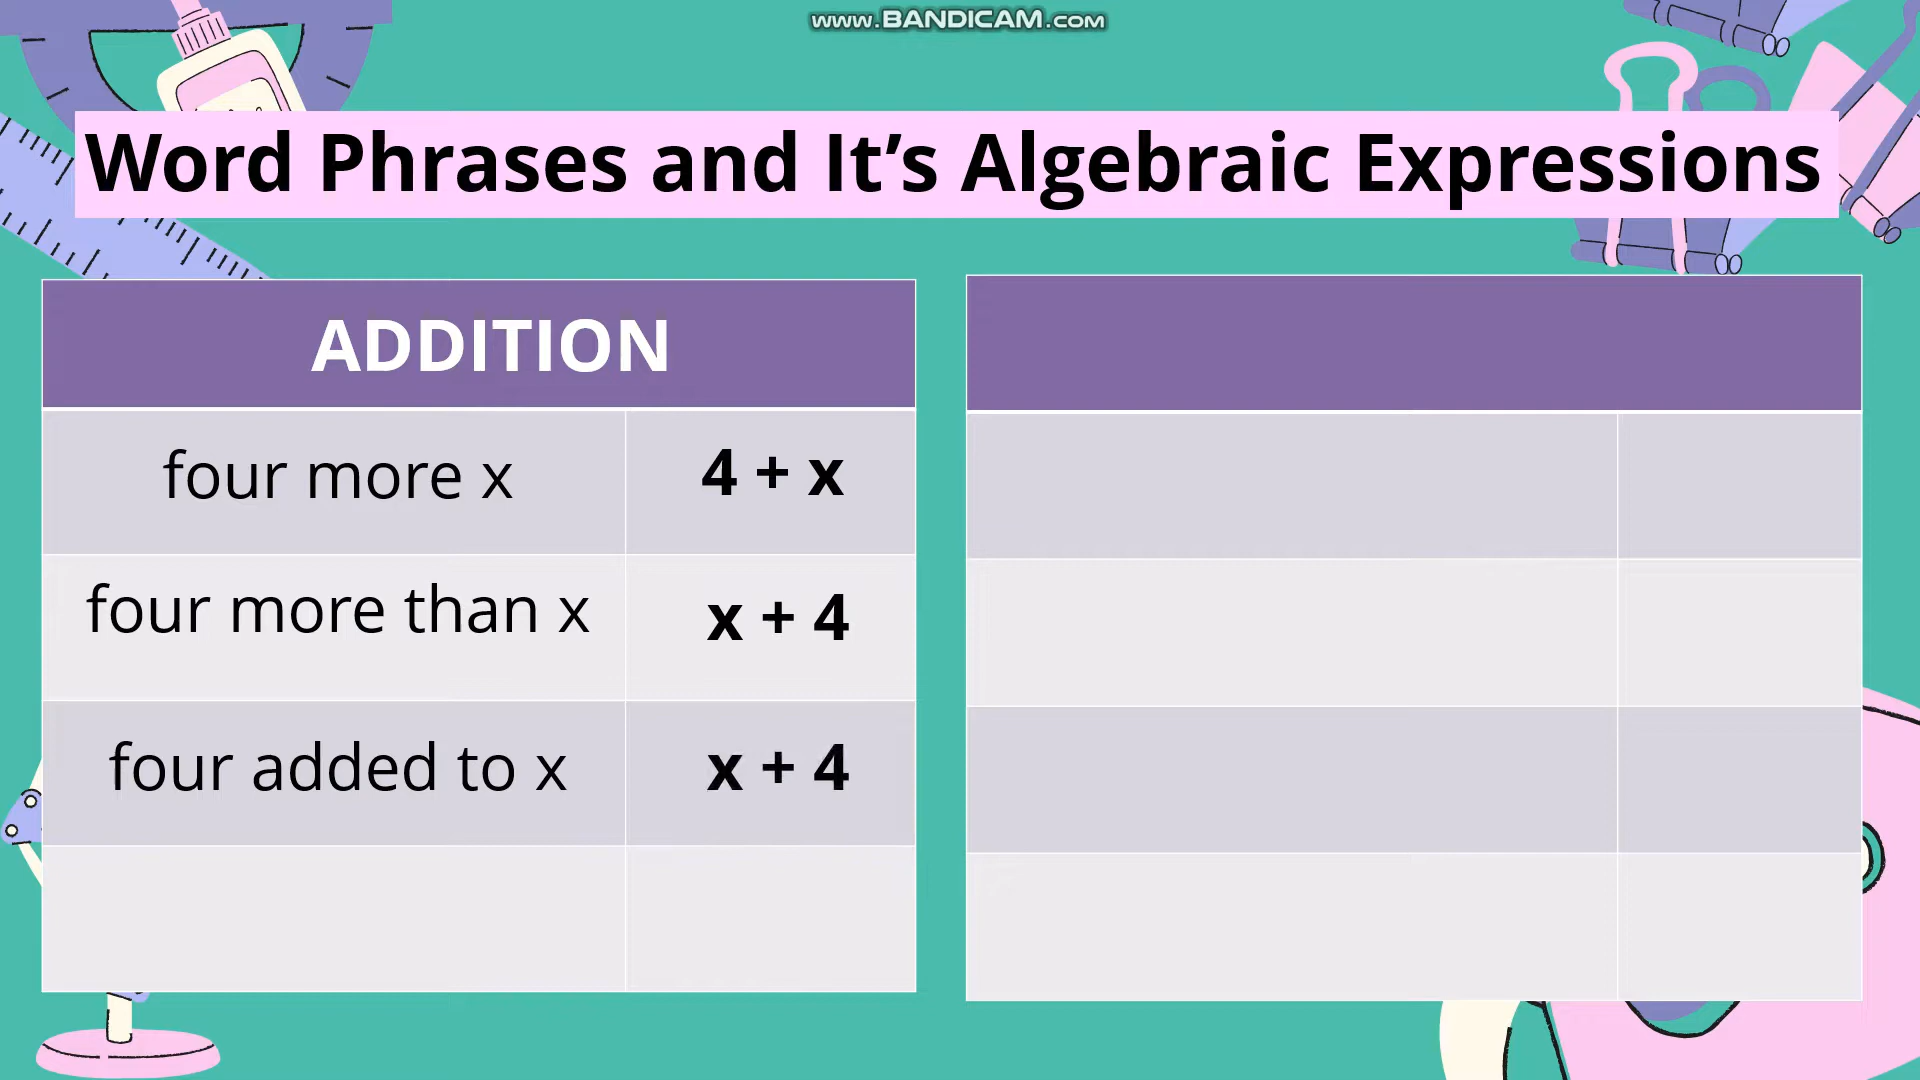 www.BANDICAM.com
Word Phrases and It’s Algebraic Expressions
ADDITION
four more x
4 + x
four more than x
x + 4
four added to x
x + 4